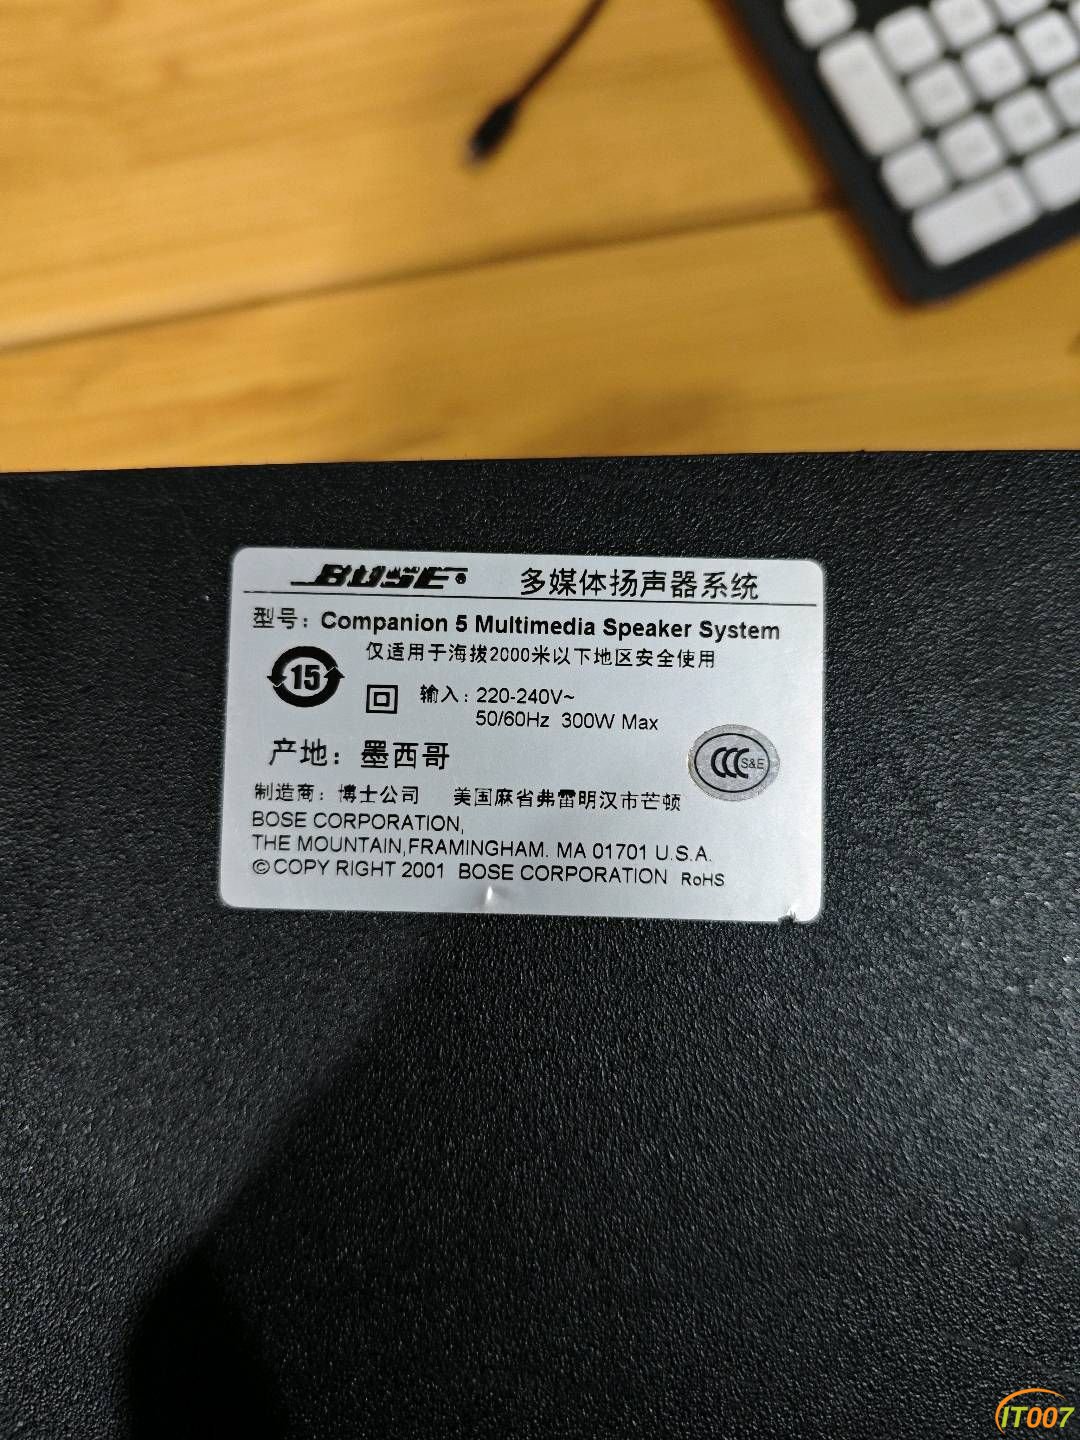 BOSE® 多媒体扬声器系统
型号：Companion 5 Multimedia Speaker System
仅适用于海拔2000米以下地区安全使用
15
输入：220-240V~
50/60Hz 300W Max
产地：墨西哥
CCC S&E
制造商：博士公司 美国麻省弗雷明汉市芒顿
BOSE CORPORATION,
THE MOUNTAIN,FRAMINGHAM. MA 01701 U.S.A.
©COPY RIGHT 2001 BOSE CORPORATION RoHS
IT007